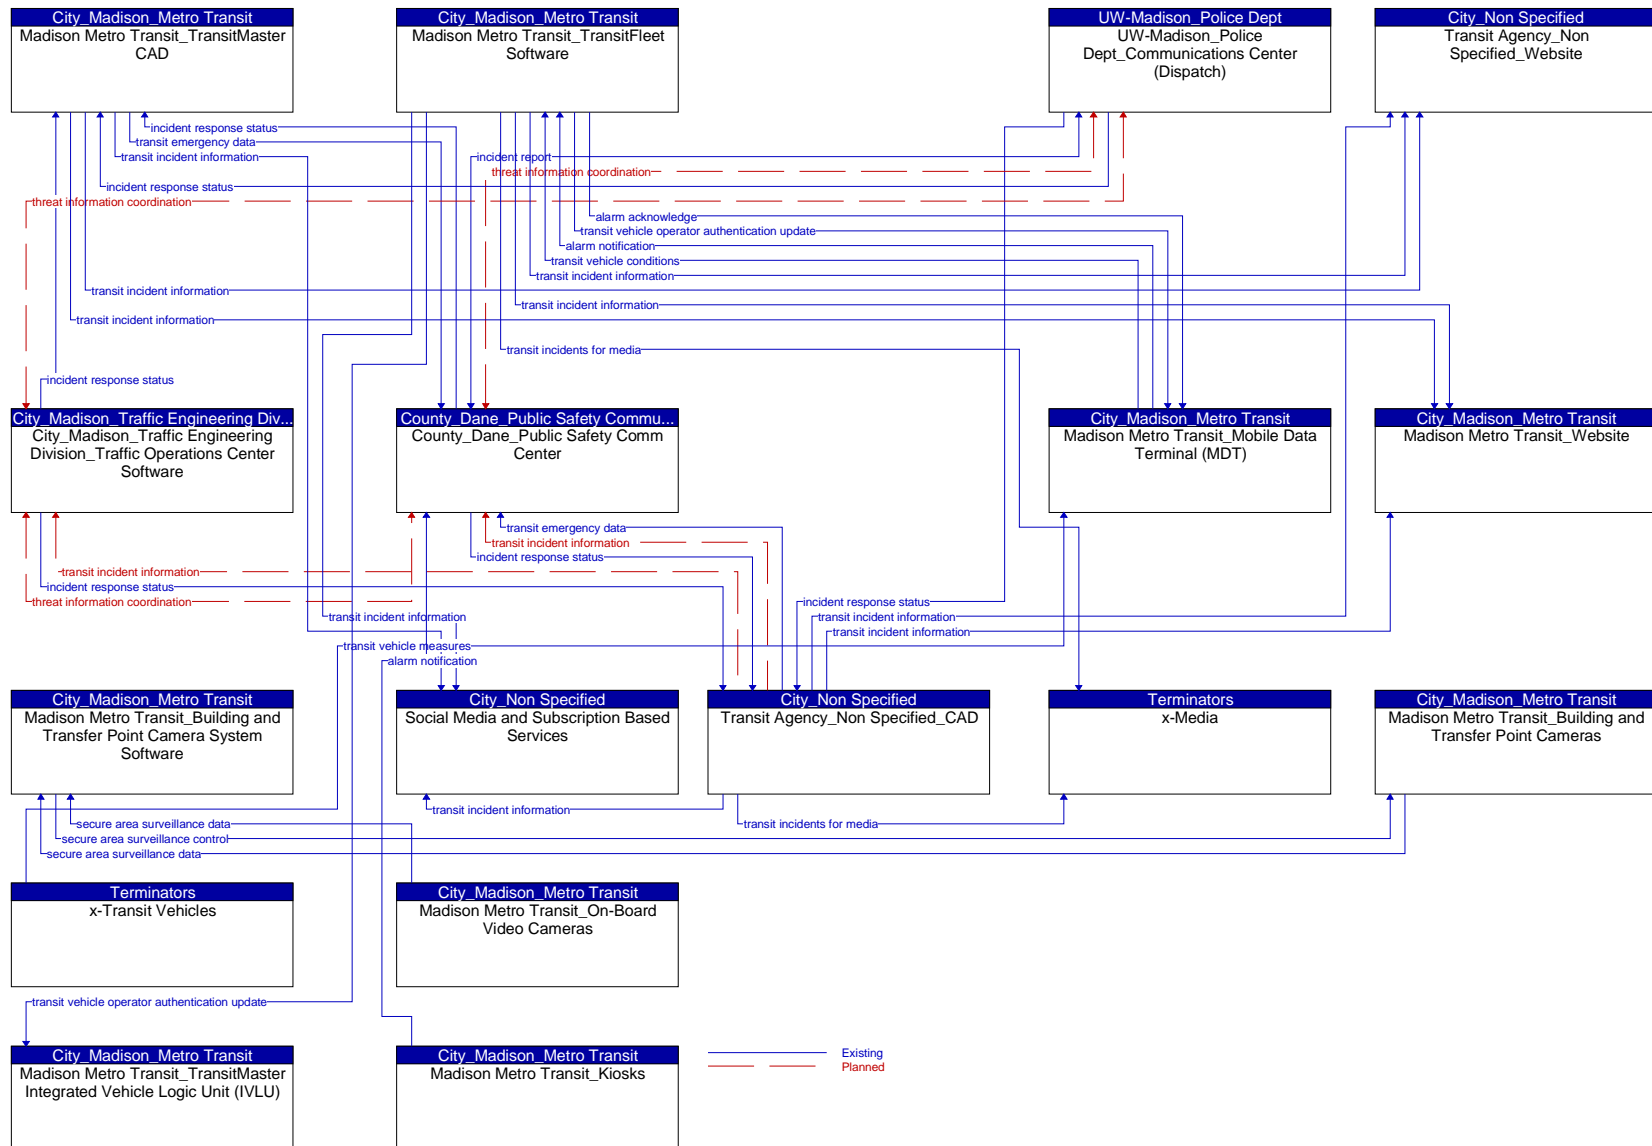 City_Madison_Metro Transit
Madison Metro Transit_TransitMaster
CAD
City_Madison_Metro Transit
Madison Metro Transit_TransitFleet
Software
UW-Madison_Police Dept
UW-Madison_Police
Dept_Communications Center
(Dispatch)
City_Non Specified
Transit Agency_Non
Specified_Website
incident response status
transit emergency data
transit incident information
incident report
threat information coordination
incident response status
threat information coordination
alarm acknowledge
transit vehicle operator authentication update
alarm notification
transit vehicle conditions
transit incident information
transit incident information
transit incident information
transit incident information
transit incidents for media
incident response status
City_Madison_Traffic Engineering Div...
City_Madison_Traffic Engineering
Division_Traffic Operations Center
Software
County_Dane_Public Safety Commu...
County_Dane_Public Safety Comm
Center
City_Madison_Metro Transit
Madison Metro Transit_Mobile Data
Terminal (MDT)
City_Madison_Metro Transit
Madison Metro Transit_Website
transit emergency data
transit incident information
incident response status
transit incident information
incident response status
threat information coordination
incident response status
transit incident information
transit incident information
transit incident information
transit vehicle measures
alarm notification
City_Madison_Metro Transit
Madison Metro Transit_Building and
Transfer Point Camera System
Software
City_Non Specified
Social Media and Subscription Based
Services
City_Non Specified
Transit Agency_Non Specified_CAD
Terminators
x-Media
City_Madison_Metro Transit
Madison Metro Transit_Building and
Transfer Point Cameras
transit incident information
transit incidents for media
secure area surveillance data
secure area surveillance control
secure area surveillance data
Terminators
x-Transit Vehicles
City_Madison_Metro Transit
Madison Metro Transit_On-Board
Video Cameras
transit vehicle operator authentication update
City_Madison_Metro Transit
Madison Metro Transit_TransitMaster
Integrated Vehicle Logic Unit (IVLU)
City_Madison_Metro Transit
Madison Metro Transit_Kiosks
Existing
Planned